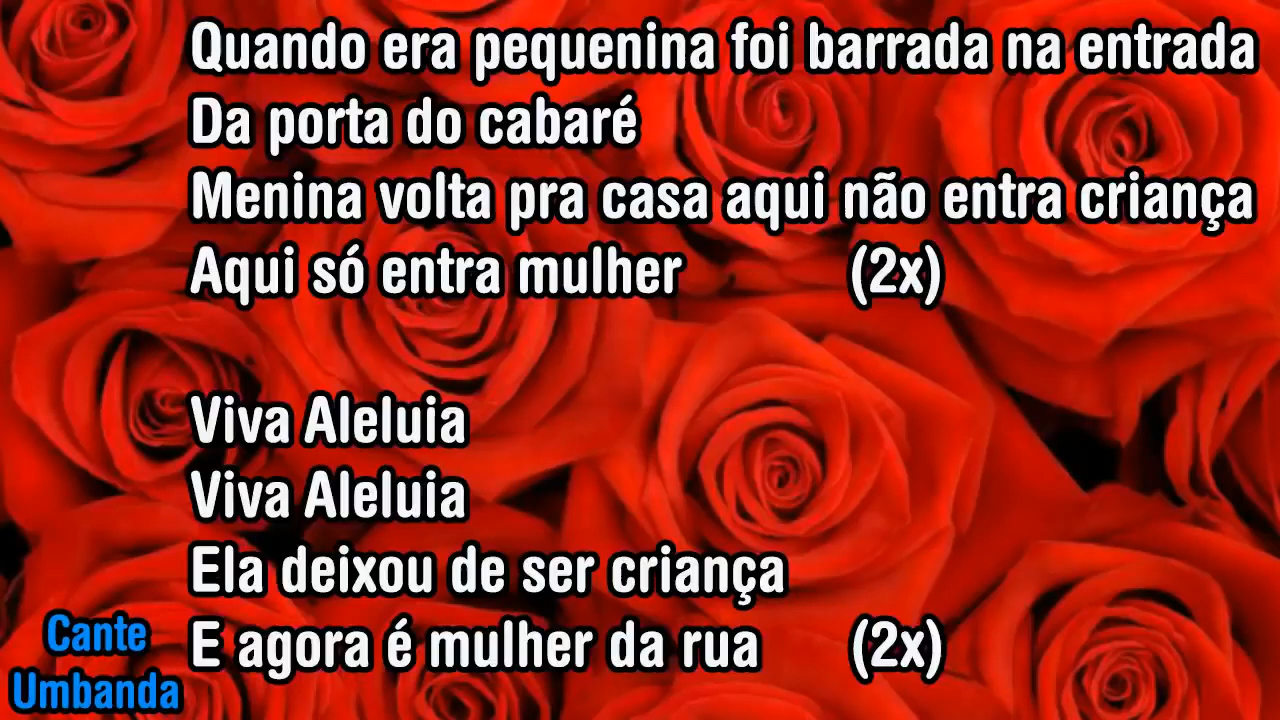 Quando era pequenina foi barrada na entrada
Da porta do cabaré
Menina volta pra casa aqui não entra criança
Aqui só entra mulher (2x)
Viva Aleluia
Viva Aleluia
Ela deixou de ser criança
E agora é mulher da rua (2x)
Cante
Umbanda